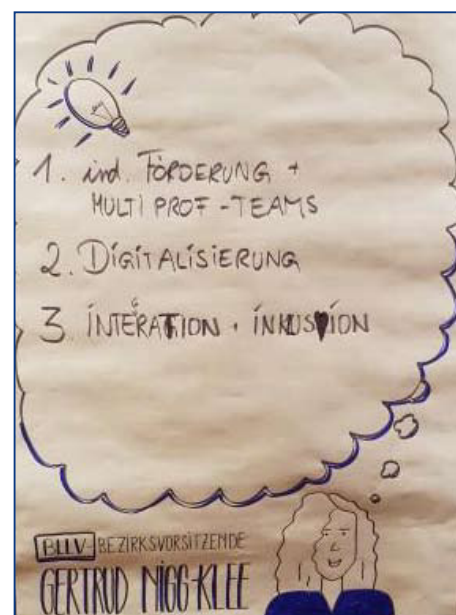 1. ind. FÖRDERUNG +
MULTI PROF-TEAMS
2. DIGITALISIERUNG
3 INTEGRATION + INKLUSION
BLLV BEZIRKSVORSITZENDE
GERTRUD NIGG-KLEE